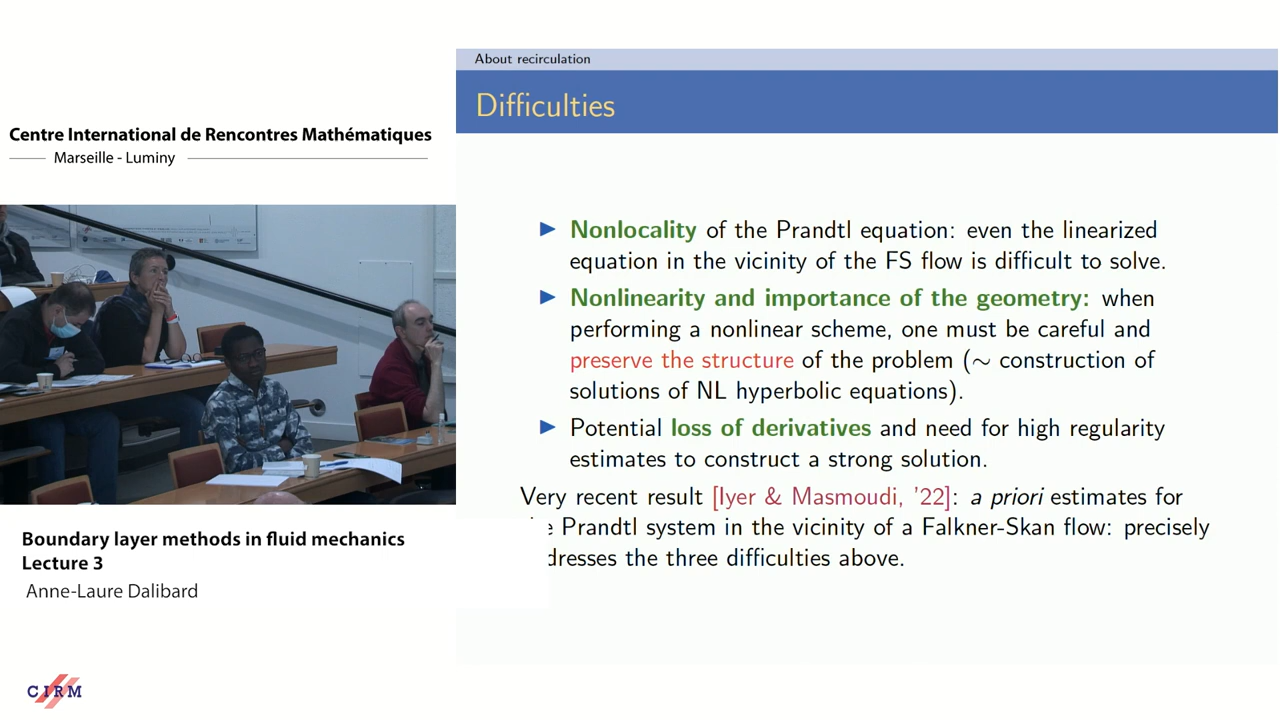 Centre International de Rencontres Mathématiques
Marseille - Luminy
Boundary layer methods in fluid mechanics
Lecture 3
Anne-Laure Dalibard
CIRM
About recirculation
Difficulties
► Nonlocality of the Prandtl equation: even the linearized
equation in the vicinity of the FS flow is difficult to solve.
► Nonlinearity and importance of the geometry: when
performing a nonlinear scheme, one must be careful and
preserve the structure of the problem (∼ construction of
solutions of NL hyperbolic equations).
► Potential loss of derivatives and need for high regularity
estimates to construct a strong solution.
Very recent result [Iyer & Masmoudi, '22]: a priori estimates for
e Prandtl system in the vicinity of a Falkner-Skan flow: precisely
dresses the three difficulties above.